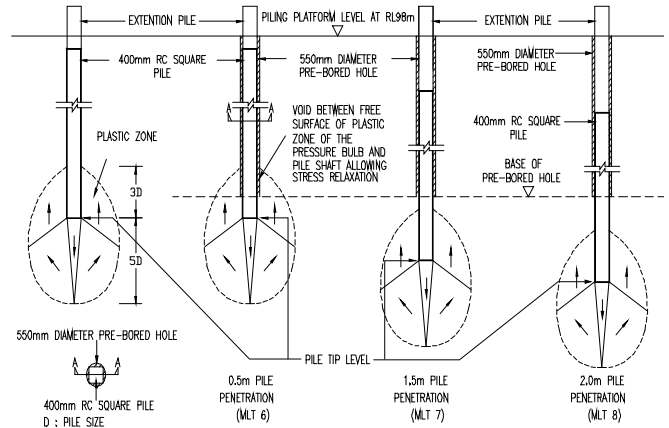 EXTENTION PILE
PILING PLATFORM LEVEL AT RL98m
EXTENTION PILE
400mm RC SQUARE
PILE
550mm DIAMETER
PRE-BORED HOLE
550mm DIAMETER
PRE-BORED HOLE
A A
VOID BETWEEN FREE
SURFACE OF PLASTIC
ZONE OF THE
PRESSURE BULB AND
PILE SHAFT ALLOWING
STRESS RELAXATION
400mm RC SQUARE
PILE
PLASTIC ZONE
BASE OF
PRE-BORED HOLE
3D
5D
550mm DIAMETER PRE-BORED HOLE
A A
400mm RC SQUARE PILE
D : PILE SIZE
PILE TIP LEVEL
0.5m PILE
PENETRATION
(MLT 6)
1.5m PILE
PENETRATION
(MLT 7)
2.0m PILE
PENETRATION
(MLT 8)